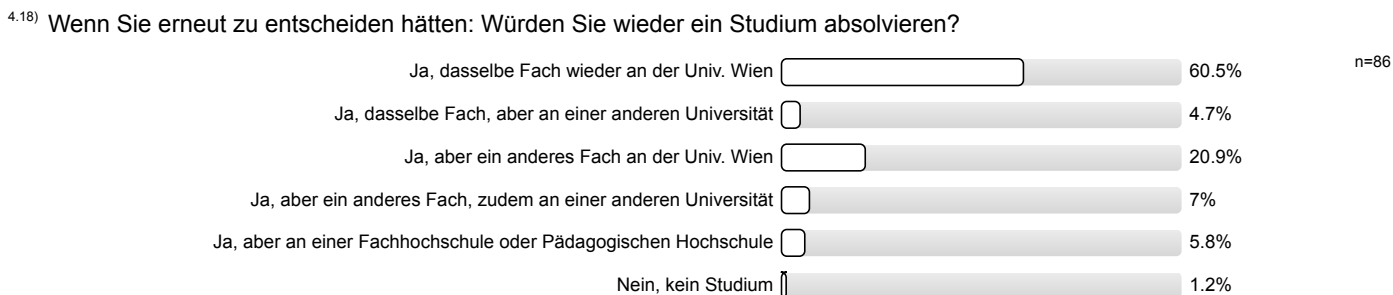 4.18) Wenn Sie erneut zu entscheiden hätten: Würden Sie wieder ein Studium absolvieren?
n=86
Ja, dasselbe Fach wieder an der Univ. Wien 60.5%
Ja, dasselbe Fach, aber an einer anderen Universität 4.7%
Ja, aber ein anderes Fach an der Univ. Wien 20.9%
Ja, aber ein anderes Fach, zudem an einer anderen Universität 7%
Ja, aber an einer Fachhochschule oder Pädagogischen Hochschule 5.8%
Nein, kein Studium 1.2%